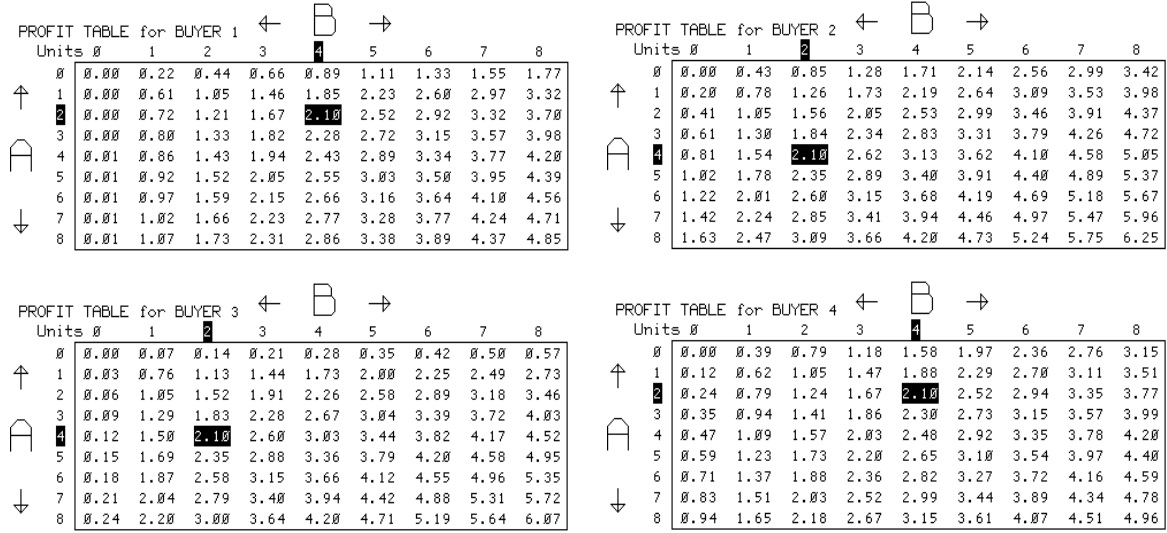 ← B →
PROFIT TABLE for BUYER 1
Units 0 1 2 3 4 5 6 7 8
0 0.00 0.22 0.44 0.66 0.89 1.11 1.33 1.55 1.77
↑ 1 0.00 0.61 1.05 1.46 1.85 2.23 2.60 2.97 3.32
2 0.00 0.72 1.21 1.67 2.10 2.52 2.92 3.32 3.70
3 0.00 0.80 1.33 1.82 2.28 2.72 3.15 3.57 3.98
A 4 0.01 0.86 1.43 1.94 2.43 2.89 3.34 3.77 4.20
5 0.01 0.92 1.52 2.05 2.55 3.03 3.50 3.95 4.39
6 0.01 0.97 1.59 2.15 2.66 3.16 3.64 4.10 4.56
↓ 7 0.01 1.02 1.66 2.23 2.77 3.28 3.77 4.24 4.71
8 0.01 1.07 1.73 2.31 2.86 3.38 3.89 4.37 4.85
← B →
PROFIT TABLE for BUYER 2
Units 0 1 2 3 4 5 6 7 8
0 0.00 0.43 0.85 1.28 1.71 2.14 2.56 2.99 3.42
↑ 1 0.20 0.78 1.26 1.73 2.19 2.64 3.09 3.53 3.98
2 0.41 1.05 1.56 2.05 2.53 2.99 3.46 3.91 4.37
3 0.61 1.30 1.84 2.34 2.83 3.31 3.79 4.26 4.72
A 4 0.81 1.54 2.10 2.62 3.13 3.62 4.10 4.58 5.05
5 1.02 1.78 2.35 2.89 3.40 3.91 4.40 4.89 5.37
6 1.22 2.01 2.60 3.15 3.68 4.19 4.69 5.18 5.67
↓ 7 1.42 2.24 2.85 3.41 3.94 4.46 4.97 5.47 5.96
8 1.63 2.47 3.09 3.66 4.20 4.73 5.24 5.75 6.25
← B →
PROFIT TABLE for BUYER 3
Units 0 1 2 3 4 5 6 7 8
0 0.00 0.07 0.14 0.21 0.28 0.35 0.42 0.50 0.57
↑ 1 0.03 0.76 1.13 1.44 1.73 2.00 2.25 2.49 2.73
2 0.06 1.05 1.52 1.91 2.26 2.58 2.89 3.18 3.46
3 0.09 1.29 1.83 2.28 2.67 3.04 3.39 3.72 4.03
A 4 0.12 1.50 2.10 2.60 3.03 3.44 3.82 4.17 4.52
5 0.15 1.69 2.35 2.88 3.36 3.79 4.20 4.58 4.95
6 0.18 1.87 2.58 3.15 3.66 4.12 4.55 4.96 5.35
↓ 7 0.21 2.04 2.79 3.40 3.94 4.42 4.88 5.31 5.72
8 0.24 2.20 3.00 3.64 4.20 4.71 5.19 5.64 6.07
← B →
PROFIT TABLE for BUYER 4
Units 0 1 2 3 4 5 6 7 8
0 0.00 0.39 0.79 1.18 1.58 1.97 2.36 2.76 3.15
↑ 1 0.12 0.62 1.05 1.47 1.88 2.29 2.70 3.11 3.51
2 0.24 0.79 1.24 1.67 2.10 2.52 2.94 3.35 3.77
3 0.35 0.94 1.41 1.86 2.30 2.73 3.15 3.57 3.99
A 4 0.47 1.09 1.57 2.03 2.48 2.92 3.35 3.78 4.20
5 0.59 1.23 1.73 2.20 2.65 3.10 3.54 3.97 4.40
6 0.71 1.37 1.88 2.36 2.82 3.27 3.72 4.16 4.59
↓ 7 0.83 1.51 2.03 2.52 2.99 3.44 3.89 4.34 4.78
8 0.94 1.65 2.18 2.67 3.15 3.61 4.07 4.51 4.96